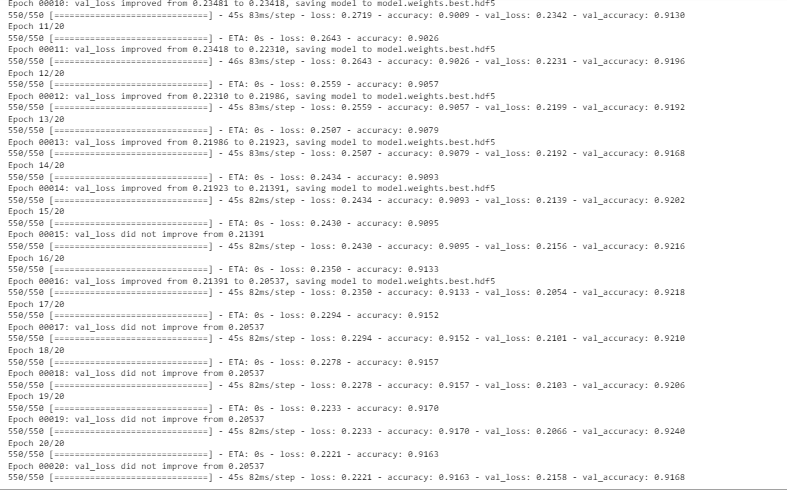 Epoch 00010: val_loss improved from 0.23481 to 0.23418, saving model to model.weights.best.hdf5
550/550 [==============================] - 45s 83ms/step - loss: 0.2719 - accuracy: 0.9009 - val_loss: 0.2342 - val_accuracy: 0.9130
Epoch 11/20
550/550 [==============================] - ETA: 0s - loss: 0.2643 - accuracy: 0.9026
Epoch 00011: val_loss improved from 0.23418 to 0.22310, saving model to model.weights.best.hdf5
550/550 [==============================] - 46s 83ms/step - loss: 0.2643 - accuracy: 0.9026 - val_loss: 0.2231 - val_accuracy: 0.9196
Epoch 12/20
550/550 [==============================] - ETA: 0s - loss: 0.2559 - accuracy: 0.9057
Epoch 00012: val_loss improved from 0.22310 to 0.21986, saving model to model.weights.best.hdf5
550/550 [==============================] - 45s 83ms/step - loss: 0.2559 - accuracy: 0.9057 - val_loss: 0.2199 - val_accuracy: 0.9192
Epoch 13/20
550/550 [==============================] - ETA: 0s - loss: 0.2507 - accuracy: 0.9079
Epoch 00013: val_loss improved from 0.21986 to 0.21923, saving model to model.weights.best.hdf5
550/550 [==============================] - 45s 83ms/step - loss: 0.2507 - accuracy: 0.9079 - val_loss: 0.2192 - val_accuracy: 0.9168
Epoch 14/20
550/550 [==============================] - ETA: 0s - loss: 0.2434 - accuracy: 0.9093
Epoch 00014: val_loss improved from 0.21923 to 0.21391, saving model to model.weights.best.hdf5
550/550 [==============================] - 45s 82ms/step - loss: 0.2434 - accuracy: 0.9093 - val_loss: 0.2139 - val_accuracy: 0.9202
Epoch 15/20
550/550 [==============================] - ETA: 0s - loss: 0.2430 - accuracy: 0.9095
Epoch 00015: val_loss did not improve from 0.21391
550/550 [==============================] - 45s 82ms/step - loss: 0.2430 - accuracy: 0.9095 - val_loss: 0.2156 - val_accuracy: 0.9216
Epoch 16/20
550/550 [==============================] - ETA: 0s - loss: 0.2350 - accuracy: 0.9133
Epoch 00016: val_loss improved from 0.21391 to 0.20537, saving model to model.weights.best.hdf5
550/550 [==============================] - 45s 82ms/step - loss: 0.2350 - accuracy: 0.9133 - val_loss: 0.2054 - val_accuracy: 0.9218
Epoch 17/20
550/550 [==============================] - ETA: 0s - loss: 0.2294 - accuracy: 0.9152
Epoch 00017: val_loss did not improve from 0.20537
550/550 [==============================] - 45s 82ms/step - loss: 0.2294 - accuracy: 0.9152 - val_loss: 0.2101 - val_accuracy: 0.9210
Epoch 18/20
550/550 [==============================] - ETA: 0s - loss: 0.2278 - accuracy: 0.9157
Epoch 00018: val_loss did not improve from 0.20537
550/550 [==============================] - 45s 82ms/step - loss: 0.2278 - accuracy: 0.9157 - val_loss: 0.2103 - val_accuracy: 0.9206
Epoch 19/20
550/550 [==============================] - ETA: 0s - loss: 0.2233 - accuracy: 0.9170
Epoch 00019: val_loss did not improve from 0.20537
550/550 [==============================] - 45s 82ms/step - loss: 0.2233 - accuracy: 0.9170 - val_loss: 0.2066 - val_accuracy: 0.9240
Epoch 20/20
550/550 [==============================] - ETA: 0s - loss: 0.2221 - accuracy: 0.9163
Epoch 00020: val_loss did not improve from 0.20537
550/550 [==============================] - 45s 82ms/step - loss: 0.2221 - accuracy: 0.9163 - val_loss: 0.2158 - val_accuracy: 0.9168